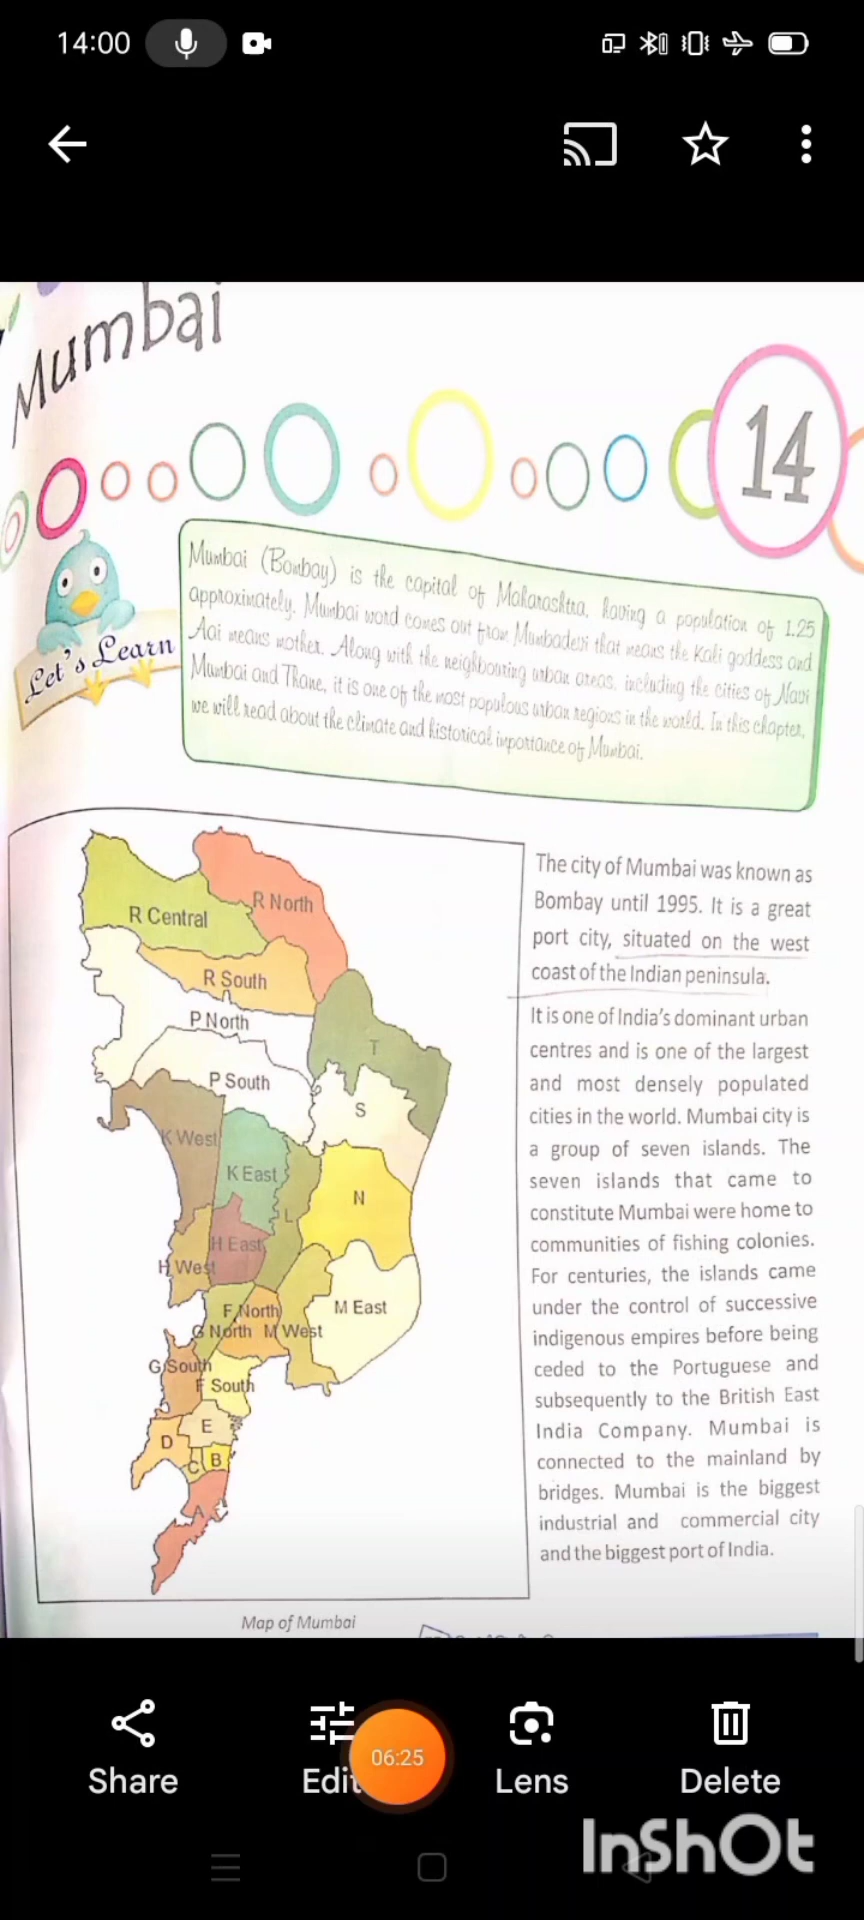 14:00
Mumbai
14
Let's Learn
Mumbai (Bombay) is the capital of Maharashtra, having a population of 1.25
approximately. Mumbai word comes out from Mumbadevi that means the Kali goddess and
Aai means mother. Along with the neighbouring urban areas, including the cities of Navi
Mumbai and Thane, it is one of the most populous urban regions in the world. In this chapter,
we will read about the climate and historical importance of Mumbai.
R Central
R North
R South
P North
P South
T
S
K West
K East
L
N
H East
H West
F North
M East
G North
M West
G South
F South
E
D
C
B
A
Map of Mumbai
The city of Mumbai was known as
Bombay until 1995. It is a great
port city, situated on the west
coast of the Indian peninsula.
It is one of India's dominant urban
centres and is one of the largest
and most densely populated
cities in the world. Mumbai city is
a group of seven islands. The
seven islands that came to
constitute Mumbai were home to
communities of fishing colonies.
For centuries, the islands came
under the control of successive
indigenous empires before being
ceded to the Portuguese and
subsequently to the British East
India Company. Mumbai is
connected to the mainland by
bridges. Mumbai is the biggest
industrial and commercial city
and the biggest port of India.
Share
Edit
06:25
Lens
Delete
InShOt